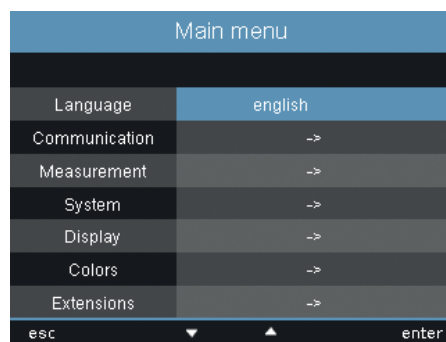 Main menu
Language english
Communication ->
Measurement ->
System ->
Display ->
Colors ->
Extensions ->
esc ▼ ▲ enter